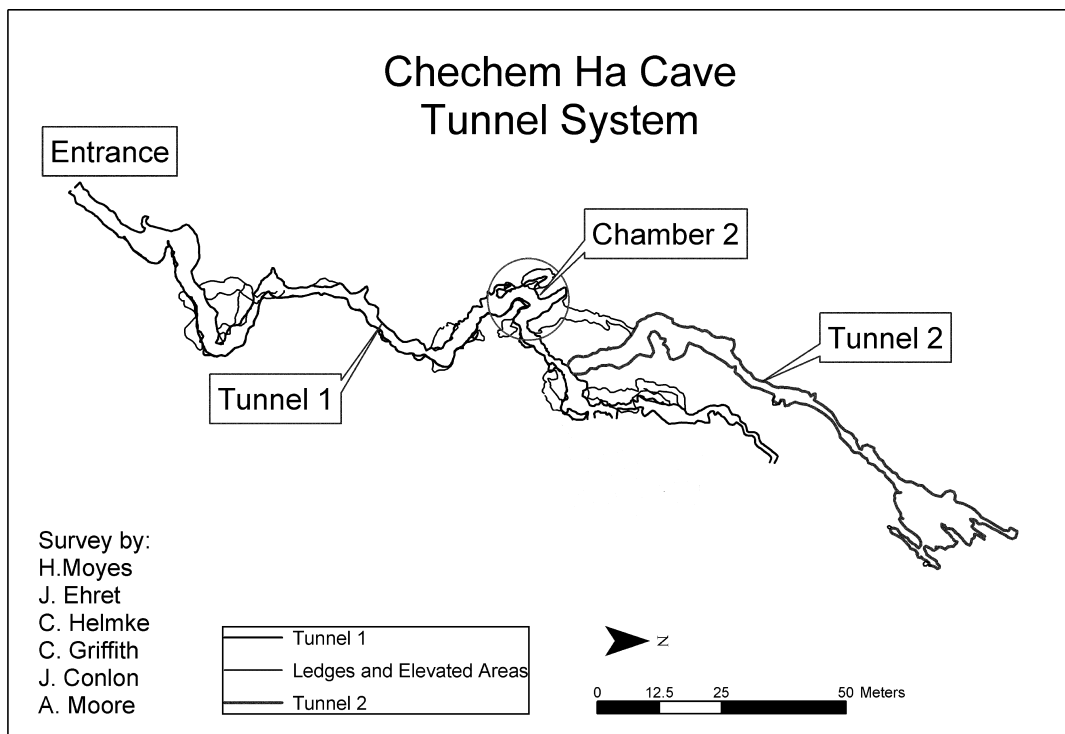 Chechem Ha Cave
Tunnel System
Entrance
Chamber 2
Tunnel 2
Tunnel 1
Survey by:
H.Moyes
J. Ehret
C. Helmke
C. Griffith
J. Conlon
A. Moore
Tunnel 1
Ledges and Elevated Areas
Tunnel 2
N
0 12.5 25 50 Meters